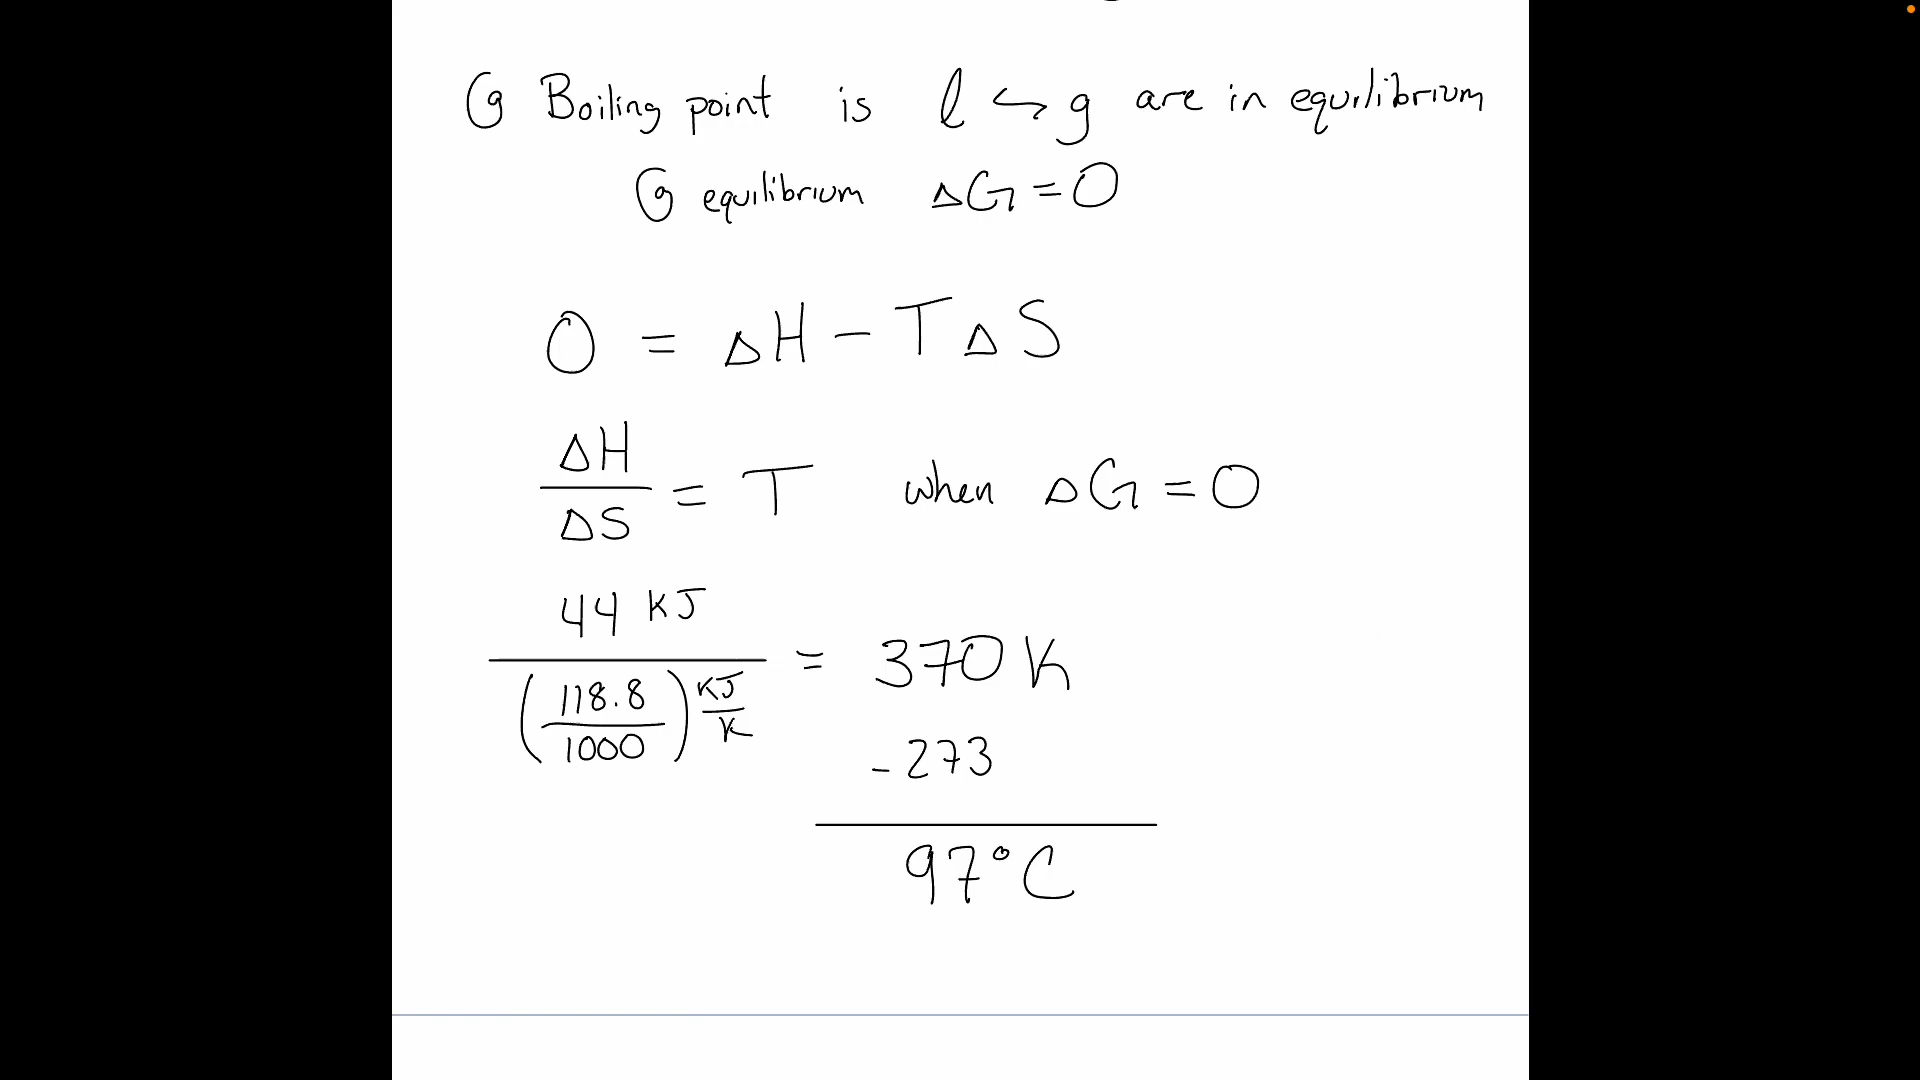 @ Boiling point is l ↔ g are in equilibrium
@ equilibrium ΔG = 0
0 = ΔH - TΔS
ΔH/ΔS = T when ΔG = 0
44 KJ / (118.8/1000) KJ/K = 370 K
- 273
97°C